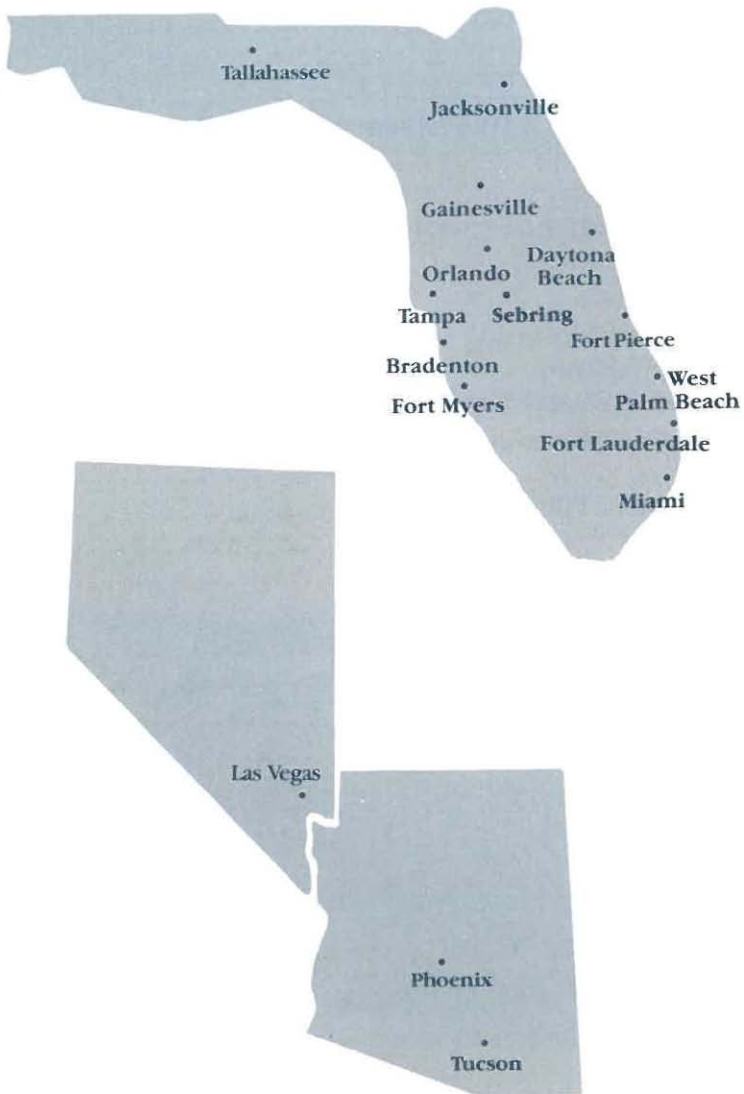 Tallahassee
Jacksonville
Gainesville
Daytona
Beach
Orlando
Tampa
Sebring
Fort Pierce
Bradenton
West
Palm Beach
Fort Myers
Fort Lauderdale
Miami
Las Vegas
Phoenix
Tucson